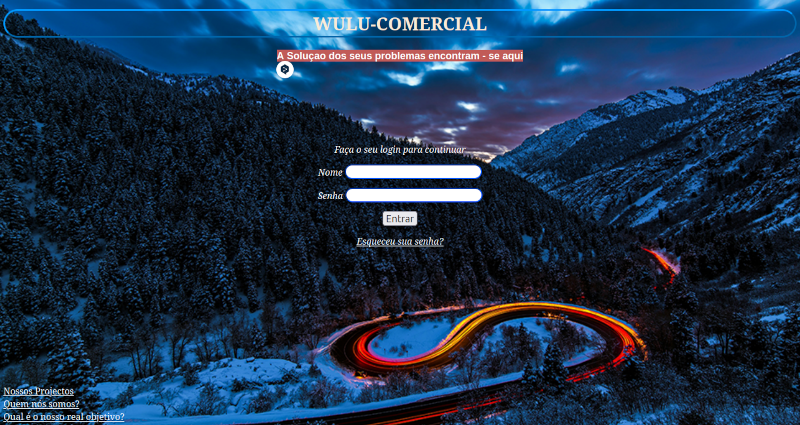 WULU-COMERCIAL
A Soluçao dos seus problemas encontram - se aqui
Faça o seu login para continuar......
Nome
Senha
Entrar
Esqueceu sua senha?
Nossos Projectos
Quem nós somos?
Qual é o nosso real objetivo?